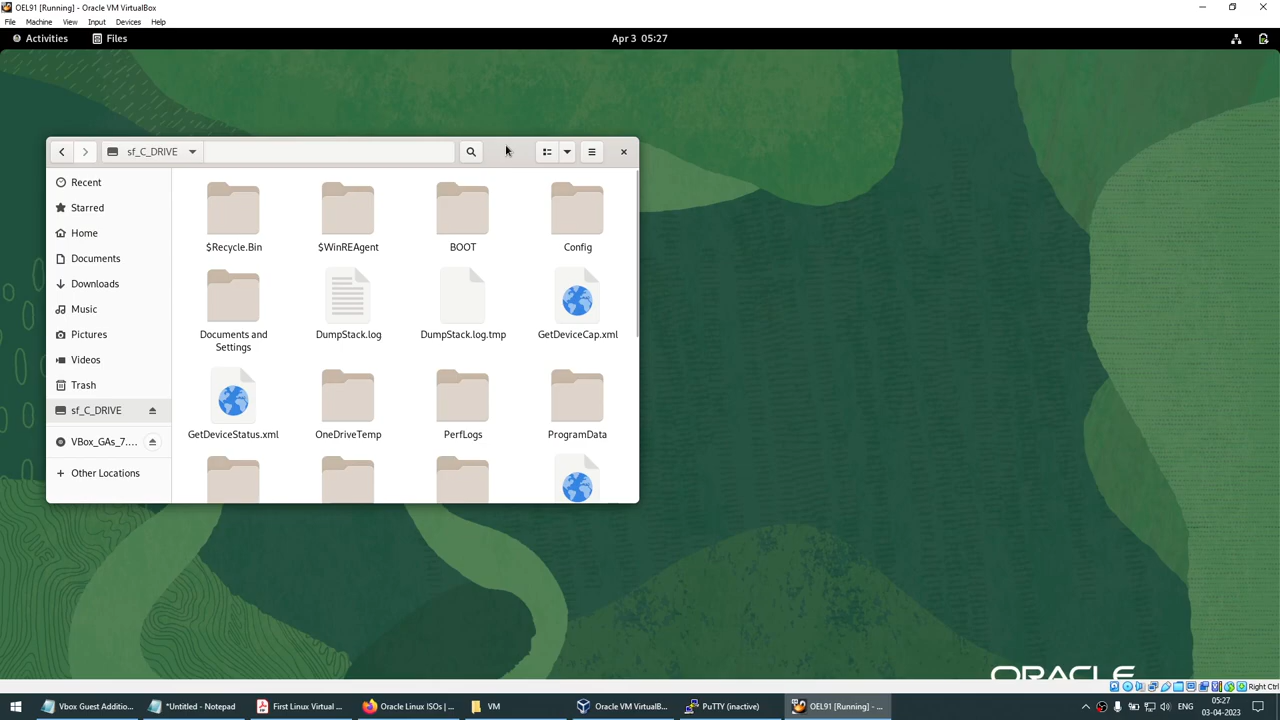 OEL91 [Running] - Oracle VM VirtualBox
File Machine View Input Devices Help
Activities Files Apr 3 05:27
sf_C_DRIVE
Recent
Starred
Home
Documents
Downloads
Music
Pictures
Videos
Trash
sf_C_DRIVE
VBox_GAs_7....
Other Locations
$Recycle.Bin $WinREAgent BOOT Config
Documents and
Settings
DumpStack.log DumpStack.log.tmp GetDeviceCap.xml
GetDeviceStatus.xml OneDriveTemp PerfLogs ProgramData
ORACLE
Right Ctrl
Vbox Guest Additio... *Untitled - Notepad First Linux Virtual ... Oracle Linux ISOs | ... VM Oracle VM VirtualB... PuTTY (inactive) OEL91 [Running] - ...
ENG
05:27
03-04-2023